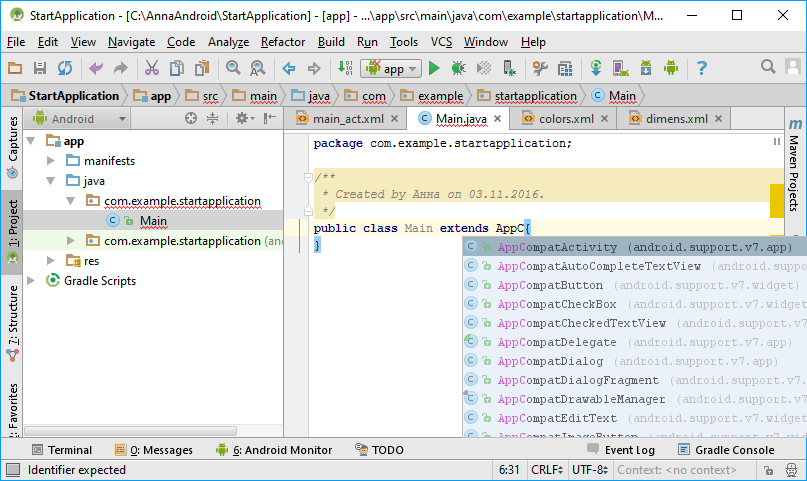 StartApplication - [C:\AnnaAndroid\StartApplication] - [app] - ...\app\src\main\java\com\example\startapplication\M...
File Edit View Navigate Code Analyze Refactor Build Run Tools VCS Window Help
app
StartApplication app src main java com example startapplication Main
Captures
1: Project
7: Structure
2: Favorites
Android
app
manifests
java
com.example.startapplication
Main
com.example.startapplication
res
Gradle Scripts
main_act.xml Main.java colors.xml dimens.xml
package com.example.startapplication;
/**
* Created by Анна on 03.11.2016.
*/
public class Main extends AppC{
}
AppCompatActivity (android.support.v7.app)
AppCompatAutoCompleteTextView (android.support
AppCompatButton (android.support.v7.widget)
AppCompatCheckBox (android.support.v7.widget
AppCompatCheckedTextView (android.support.v7
AppCompatDelegate (android.support.v7.app)
AppCompatDialog (android.support.v7.app)
AppCompatDialogFragment (android.support.v7
AppCompatDrawableManager (android.support.v7
AppCompatEditText (android.support.v7.widget
m
Maven Projects
Terminal 0: Messages 6: Android Monitor TODO Event Log Gradle Console
Identifier expected 6:31 CRLF UTF-8 Context: <no context>